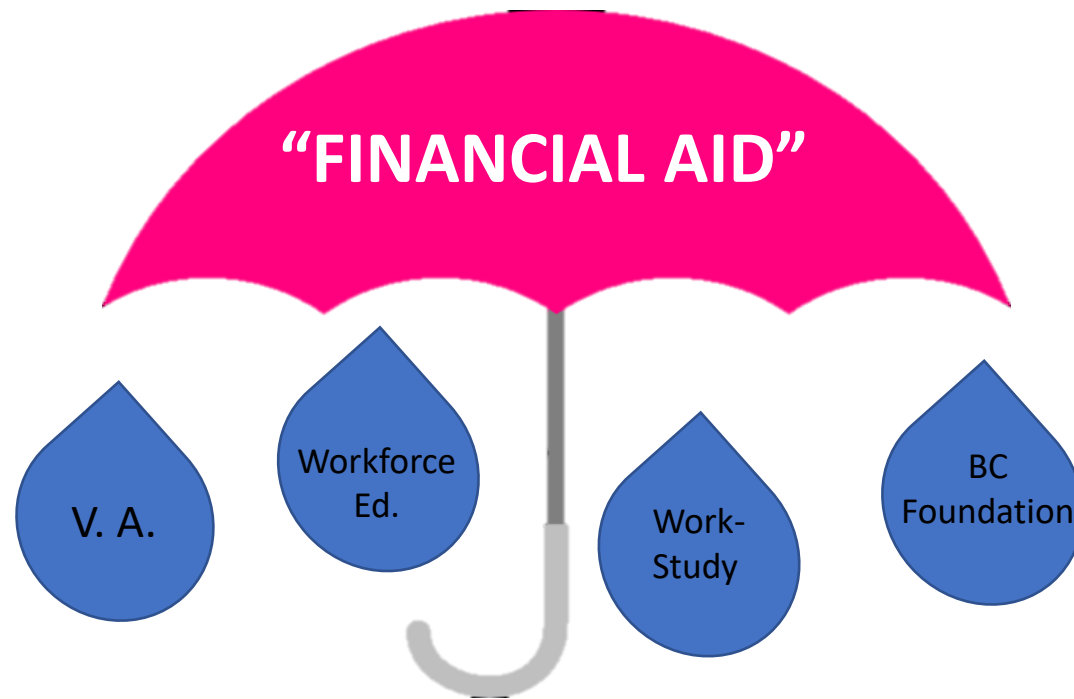 “FINANCIAL AID”
V. A.
Workforce
Ed.
Work-
Study
BC
Foundation